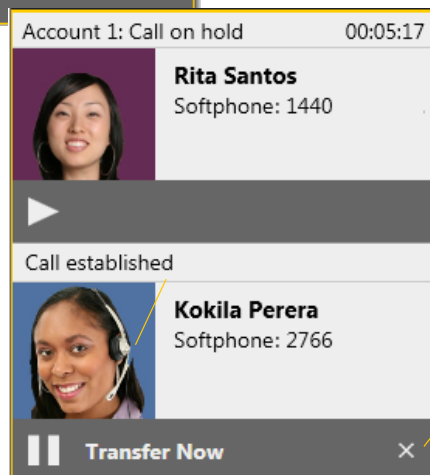 Account 1: Call on hold 00:05:17
Rita Santos
Softphone: 1440
Call established
Kokila Perera
Softphone: 2766
Transfer Now